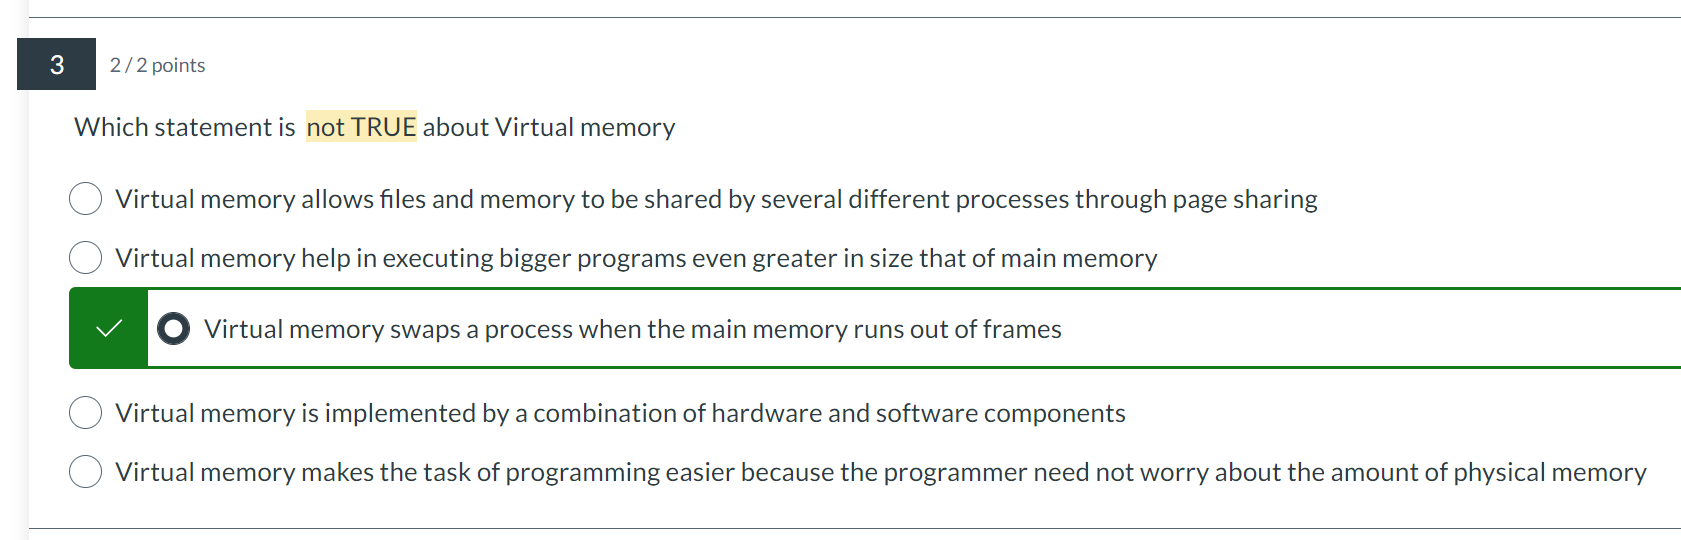 3
2 / 2 points
Which statement is not TRUE about Virtual memory
Virtual memory allows files and memory to be shared by several different processes through page sharing
Virtual memory help in executing bigger programs even greater in size that of main memory
Virtual memory swaps a process when the main memory runs out of frames
Virtual memory is implemented by a combination of hardware and software components
Virtual memory makes the task of programming easier because the programmer need not worry about the amount of physical memory